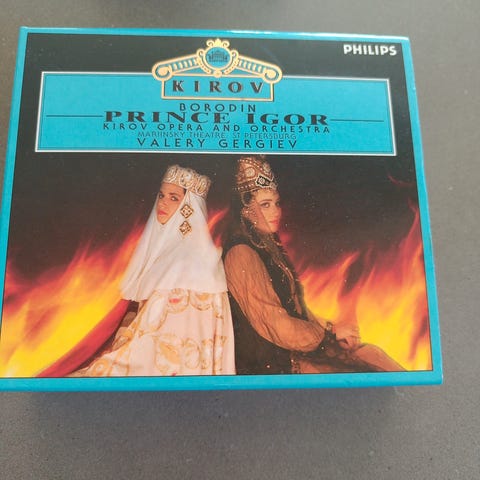 PHILIPS
KIROV
BORODIN
PRINCE IGOR
KIROV OPERA AND ORCHESTRA
MARIINSKY THEATRE, ST PETERSBURG
VALERY GERGIEV